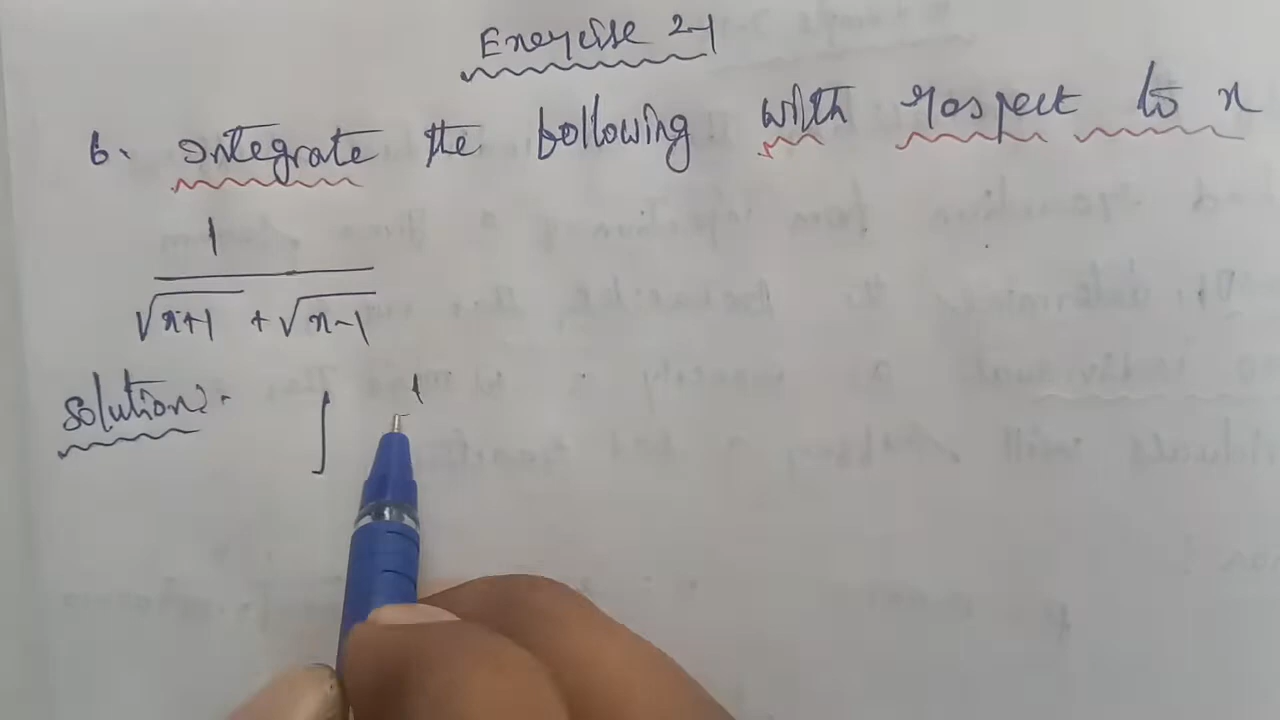 Exercise 2-1
6. Integrate the following with respect to x
1
√x+1 + √x-1
Solution:-
∫ 1